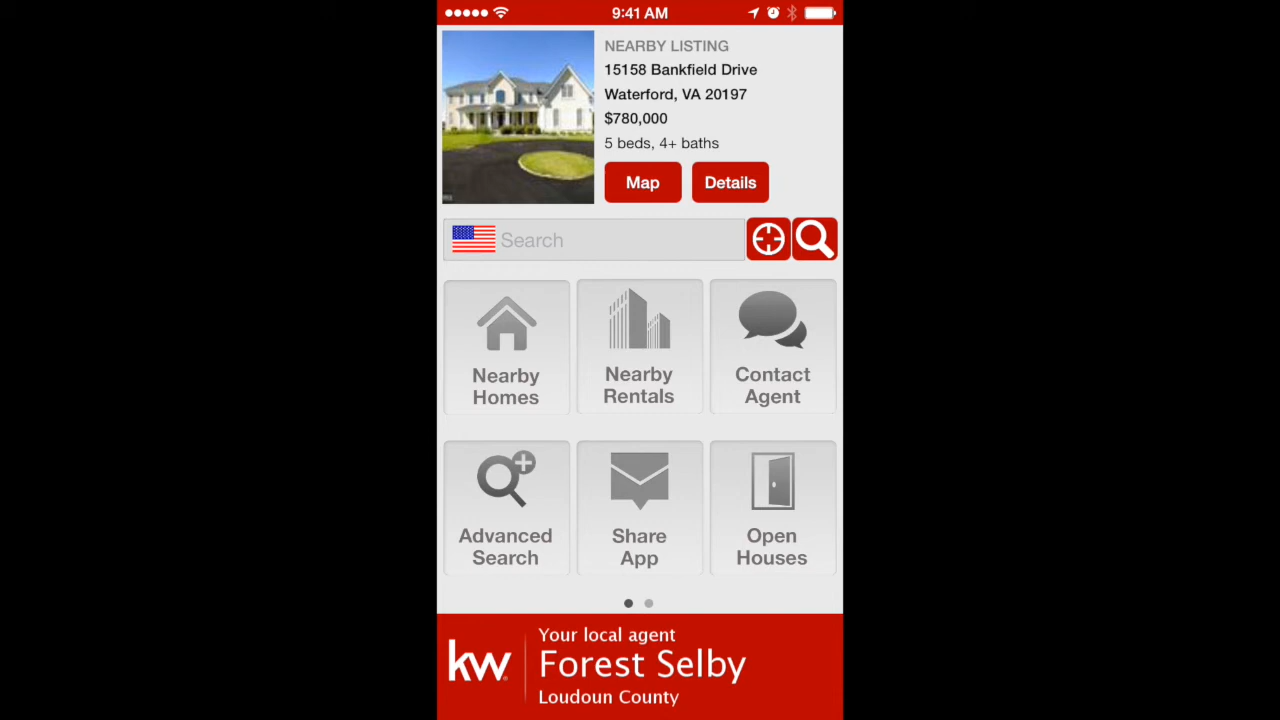 9:41 AM
NEARBY LISTING
15158 Bankfield Drive
Waterford, VA 20197
$780,000
5 beds, 4+ baths
Map
Details
Search
Nearby
Homes
Nearby
Rentals
Contact
Agent
Advanced
Search
Share
App
Open
Houses
kw
Your local agent
Forest Selby
Loudoun County